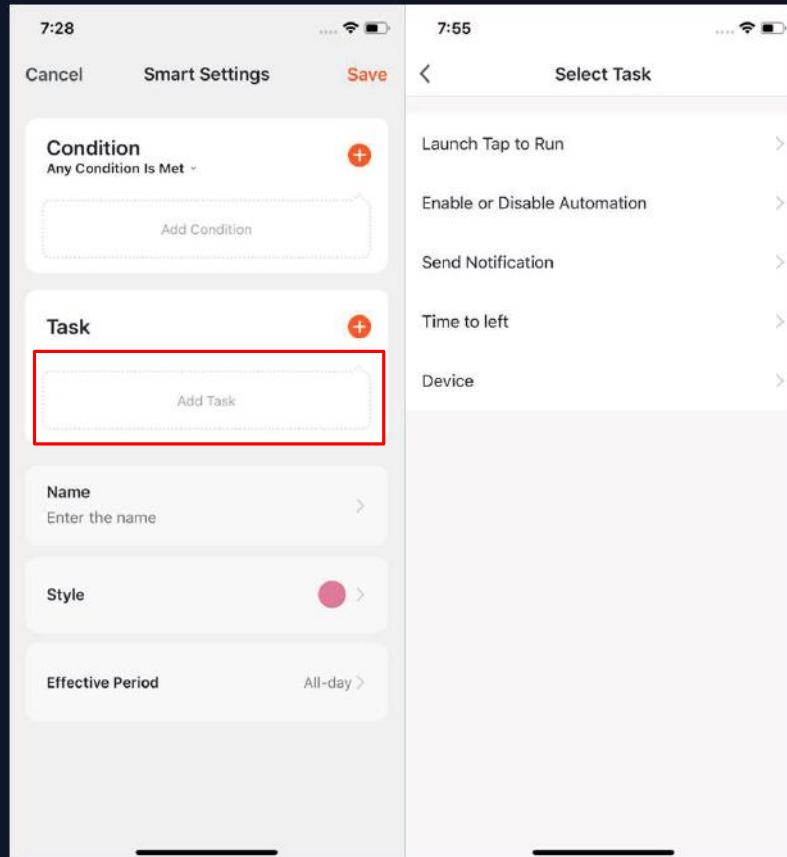 7:28
Cancel Smart Settings Save
Condition
Any Condition Is Met
Add Condition
Task
Add Task
Name
Enter the name
Style
Effective Period All-day
7:55
Select Task
Launch Tap to Run
Enable or Disable Automation
Send Notification
Time to left
Device